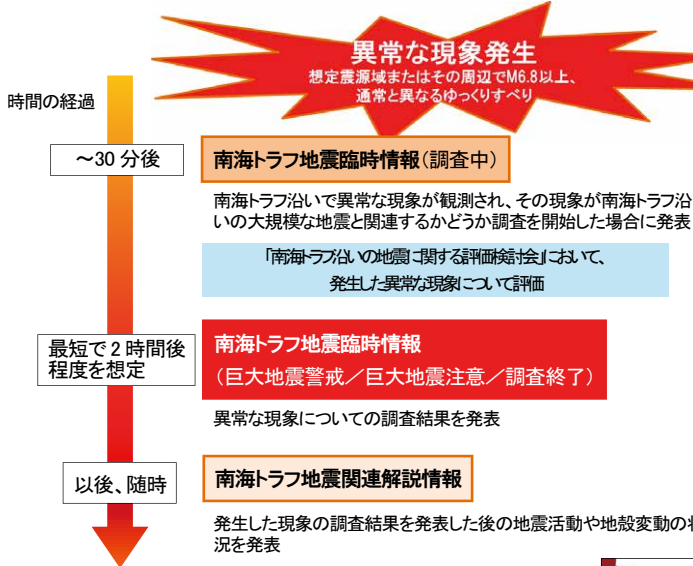 異常な現象発生
想定震源域またはその周辺でM6.8以上、
通常と異なるゆっくりすべり
時間の経過
～30分後
南海トラフ地震臨時情報(調査中)
南海トラフ沿いで異常な現象が観測され、その現象が南海トラフ沿
いの大規模な地震と関連するかどうか調査を開始した場合に発表
「南海トラフ沿いの地震に関する評価検討会」において、
発生した異常な現象について評価
最短で2時間後
程度を想定
南海トラフ地震臨時情報
(巨大地震警戒／巨大地震注意／調査終了)
異常な現象についての調査結果を発表
以後、随時
南海トラフ地震関連解説情報
発生した現象の調査結果を発表した後の地震活動や地殻変動の状
況を発表